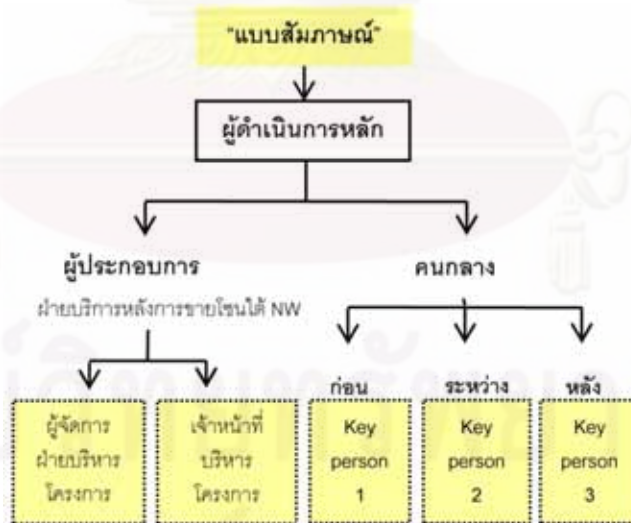 "แบบสัมภาษณ์"
ผู้ดำเนินการหลัก
ผู้ประกอบการ
คนกลาง
ฝ่ายบริการหลังการขายโซนใต้ NW
ก่อน
ระหว่าง
หลัง
ผู้จัดการ
ฝ่ายบริหาร
โครงการ
เจ้าหน้าที่
บริหาร
โครงการ
Key
person
1
Key
person
2
Key
person
3